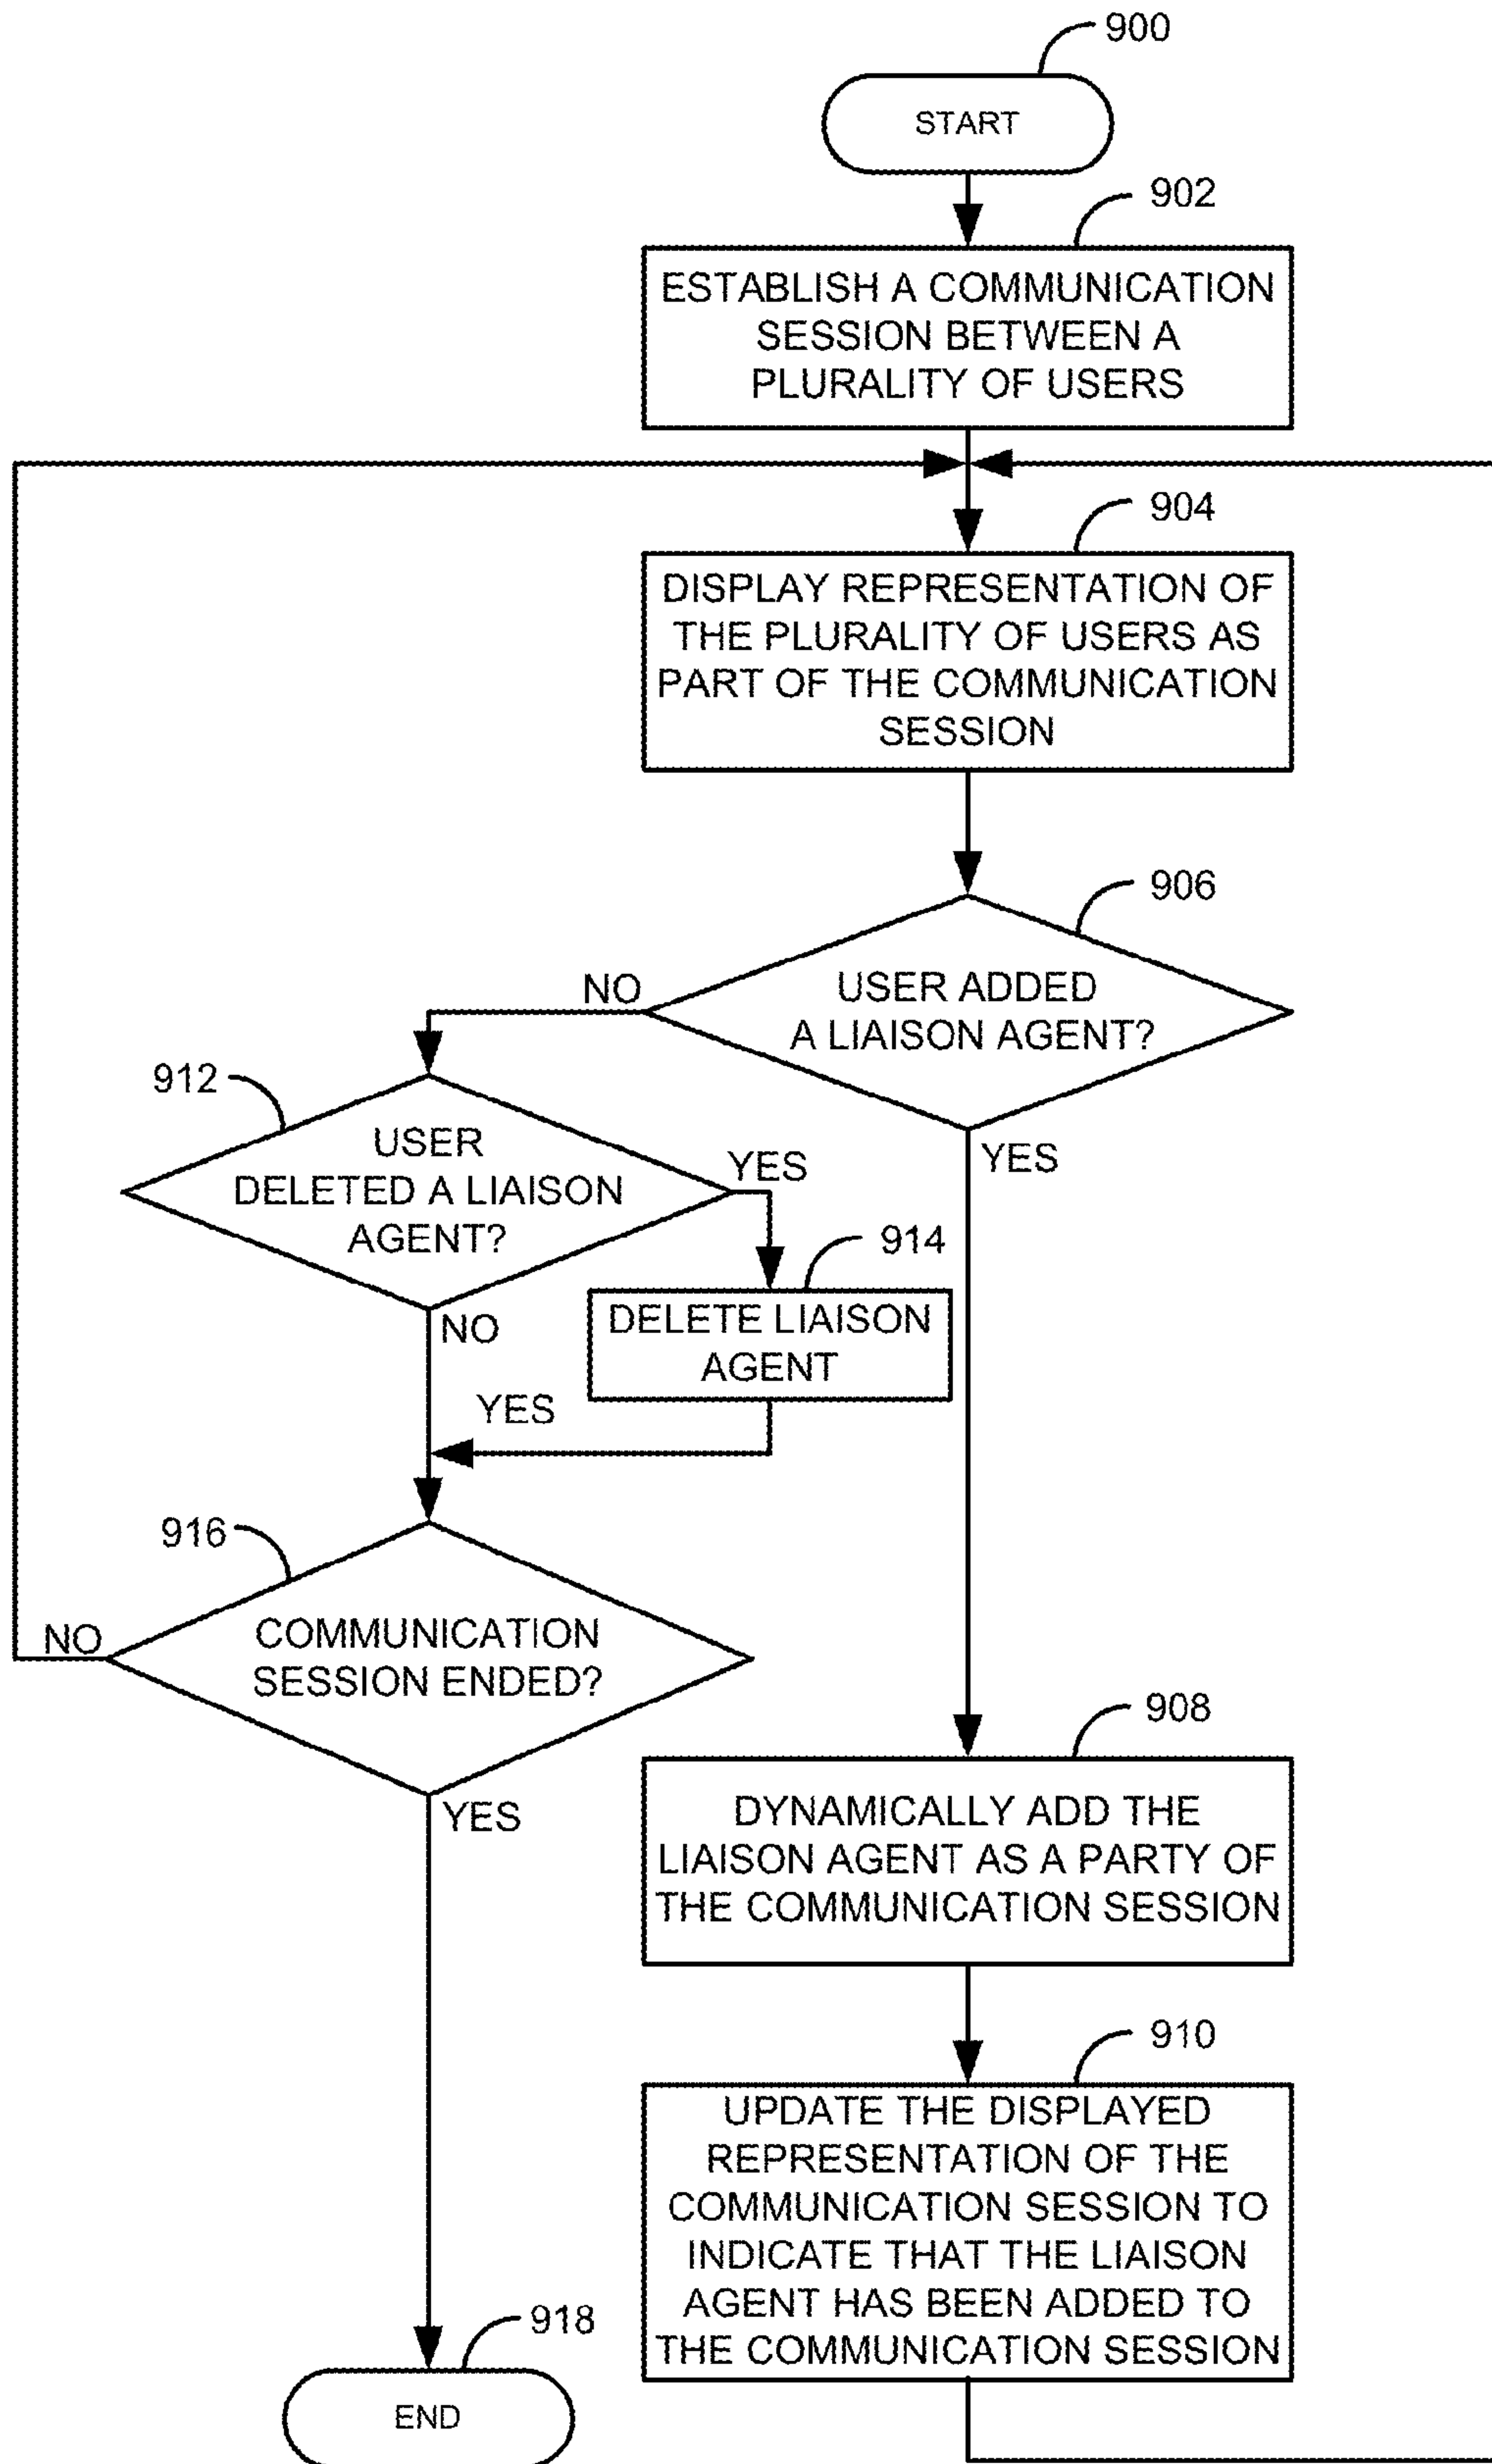 900
START
902
ESTABLISH A COMMUNICATION
SESSION BETWEEN A
PLURALITY OF USERS
904
DISPLAY REPRESENTATION OF
THE PLURALITY OF USERS AS
PART OF THE COMMUNICATION
SESSION
906
USER ADDED
A LIAISON AGENT?
NO
YES
912
USER
DELETED A LIAISON
AGENT?
YES
NO
914
DELETE LIAISON
AGENT
YES
916
COMMUNICATION
SESSION ENDED?
NO
YES
908
DYNAMICALLY ADD THE
LIAISON AGENT AS A PARTY OF
THE COMMUNICATION SESSION
910
UPDATE THE DISPLAYED
REPRESENTATION OF THE
COMMUNICATION SESSION TO
INDICATE THAT THE LIAISON
AGENT HAS BEEN ADDED TO
THE COMMUNICATION SESSION
918
END